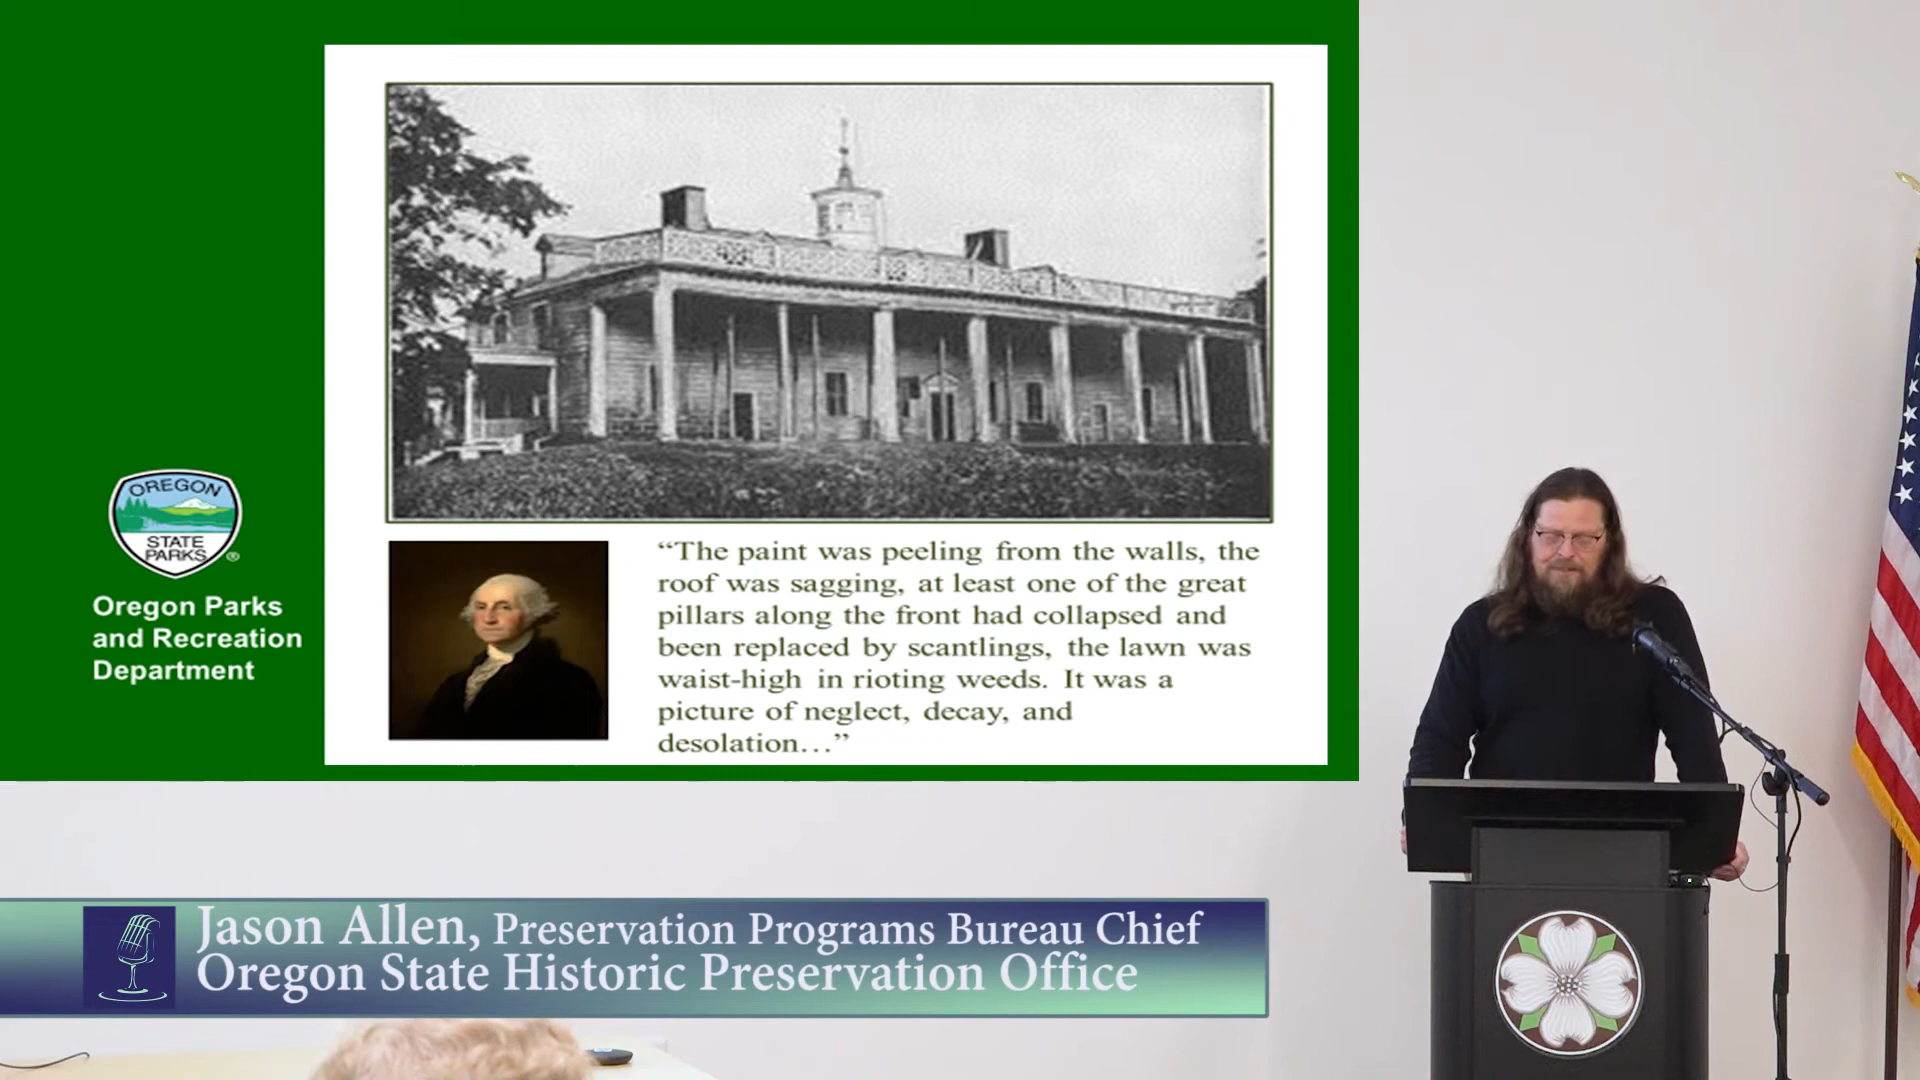 OREGON
STATE
PARKS
®
Oregon Parks
and Recreation
Department
“The paint was peeling from the walls, the
roof was sagging, at least one of the great
pillars along the front had collapsed and
been replaced by scantlings, the lawn was
waist-high in rioting weeds. It was a
picture of neglect, decay, and
desolation…”
Jason Allen, Preservation Programs Bureau Chief
Oregon State Historic Preservation Office